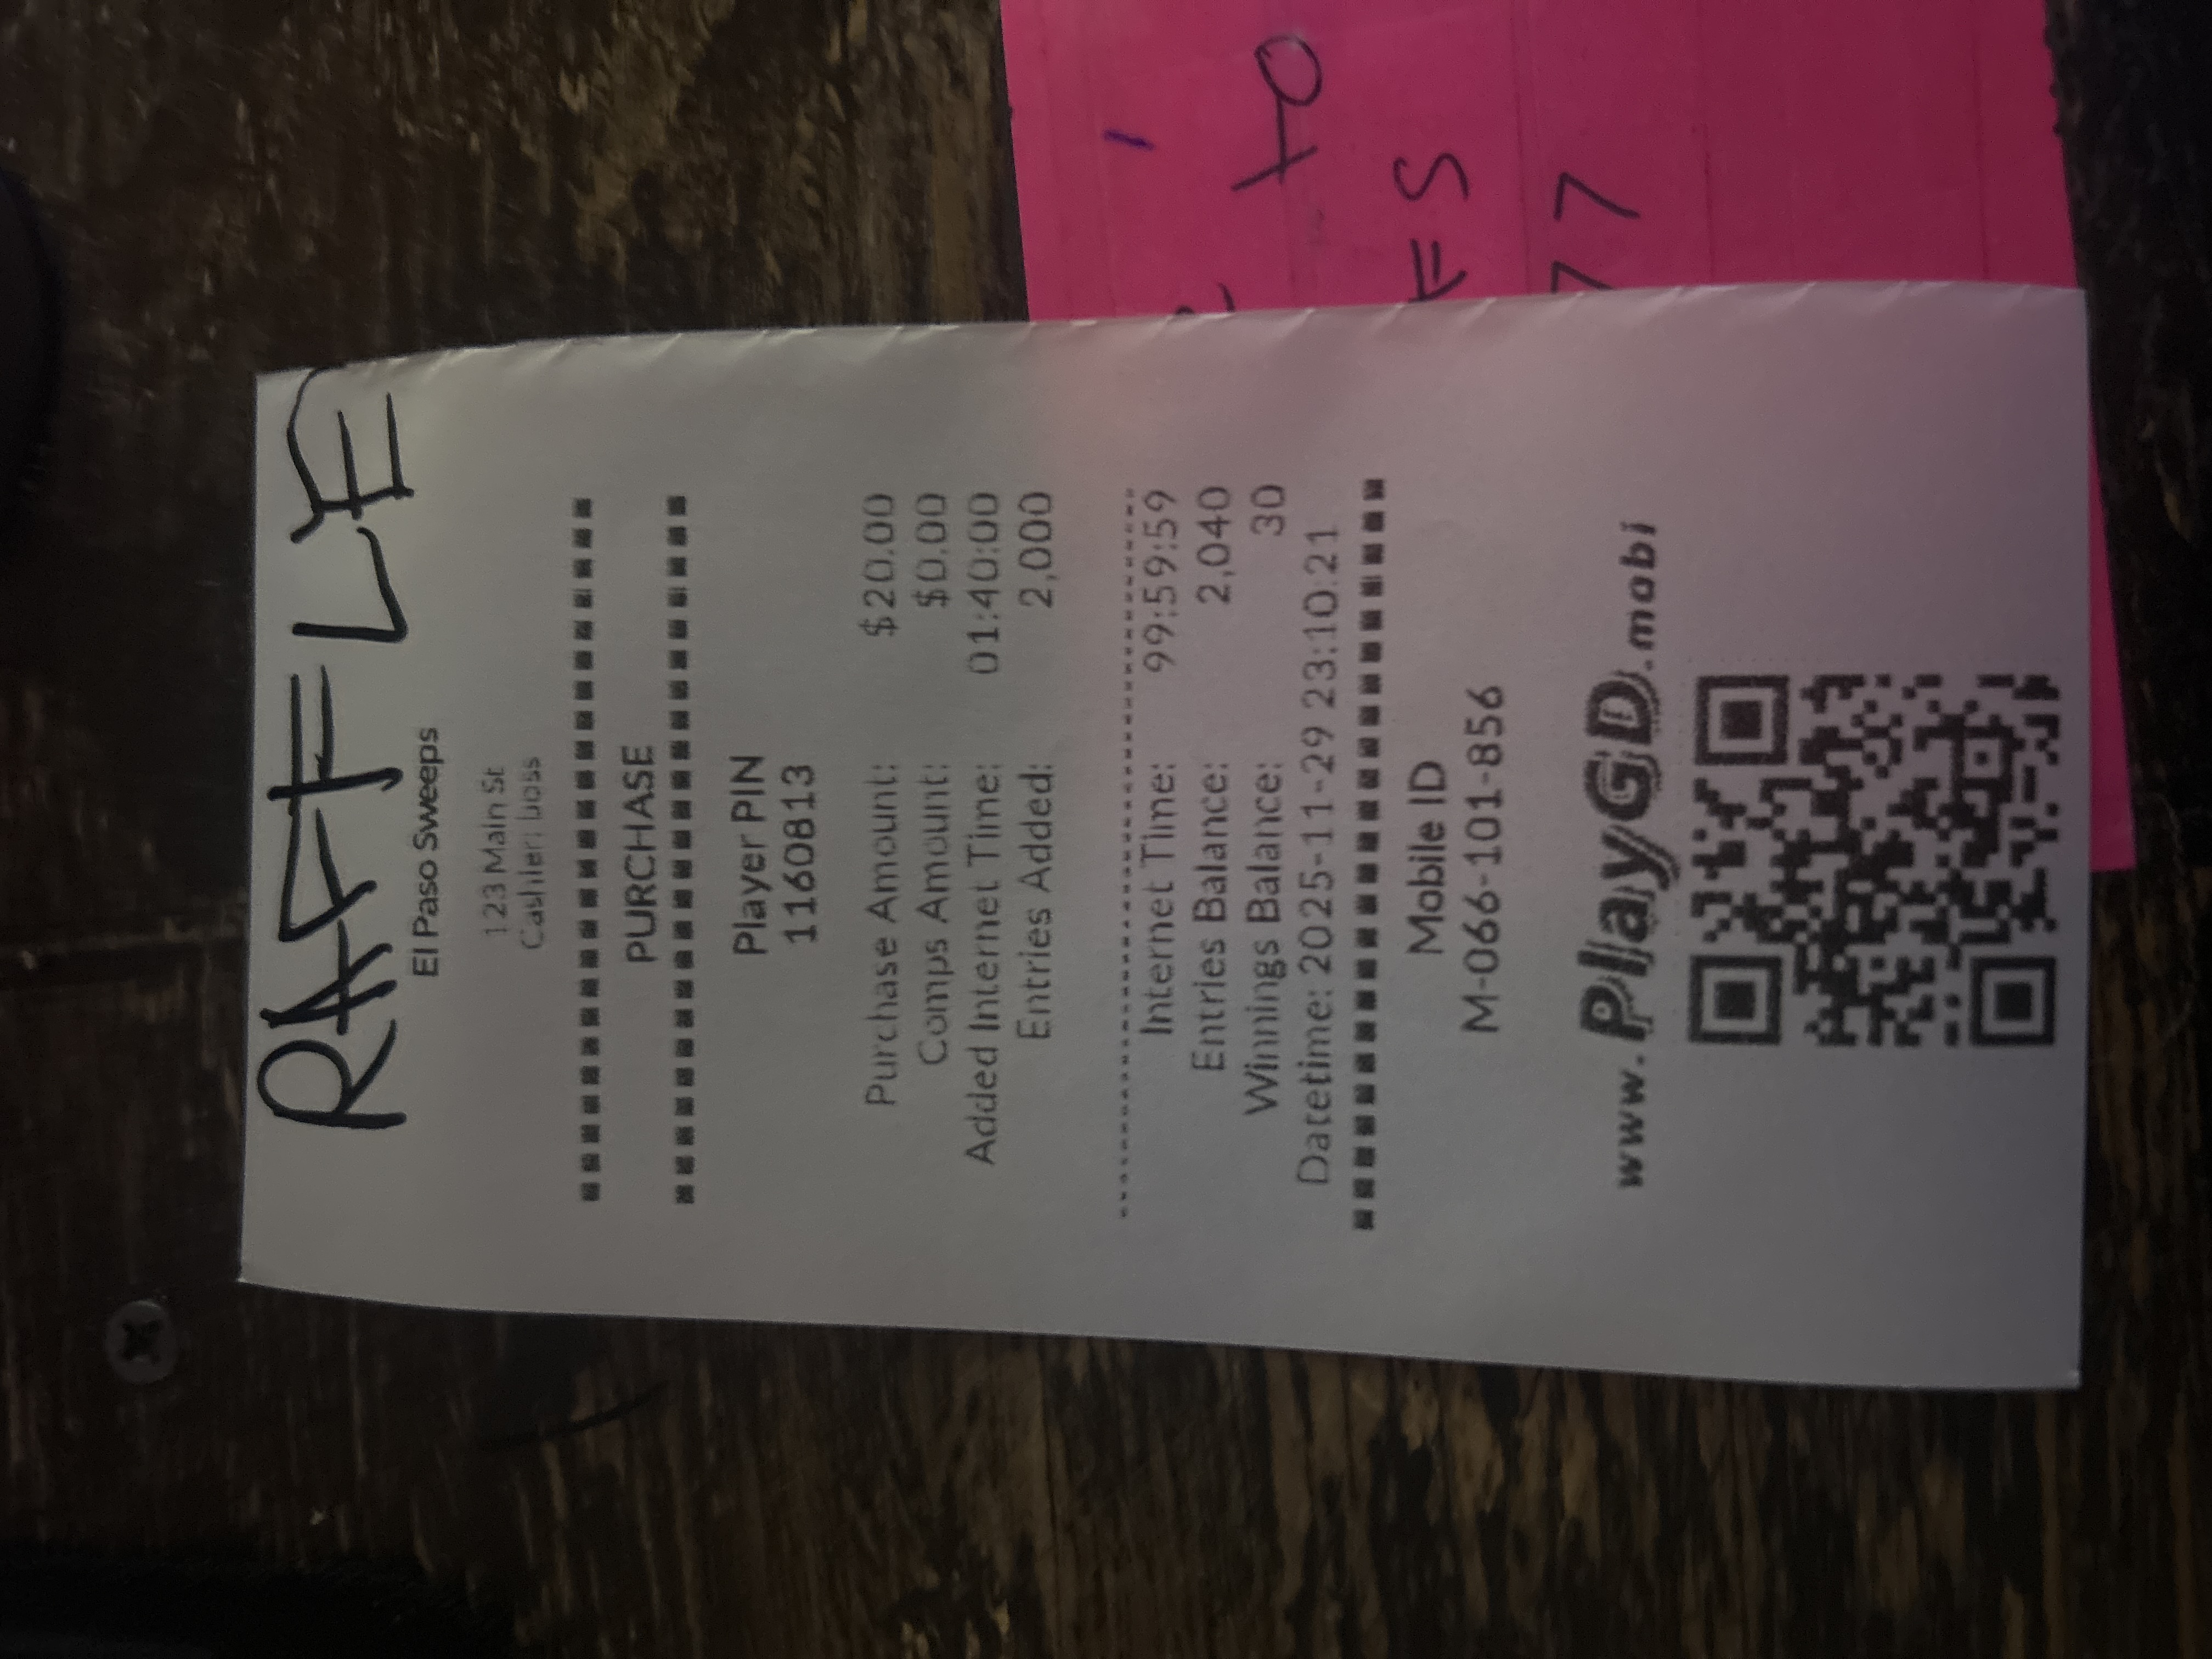 RAFFLE
El Paso Sweeps
123 Main St
Cashier: boss
PURCHASE
Player PIN
1160813
Purchase Amount: $20.00
Comps Amount: $0.00
Added Internet Time: 01:40:00
Entries Added: 2,000
Internet Time: 99:59:59
Entries Balance: 2,040
Winnings Balance: 30
Datetime: 2025-11-29 23:10:21
Mobile ID
M-066-101-856
www.PlayGD.mobi